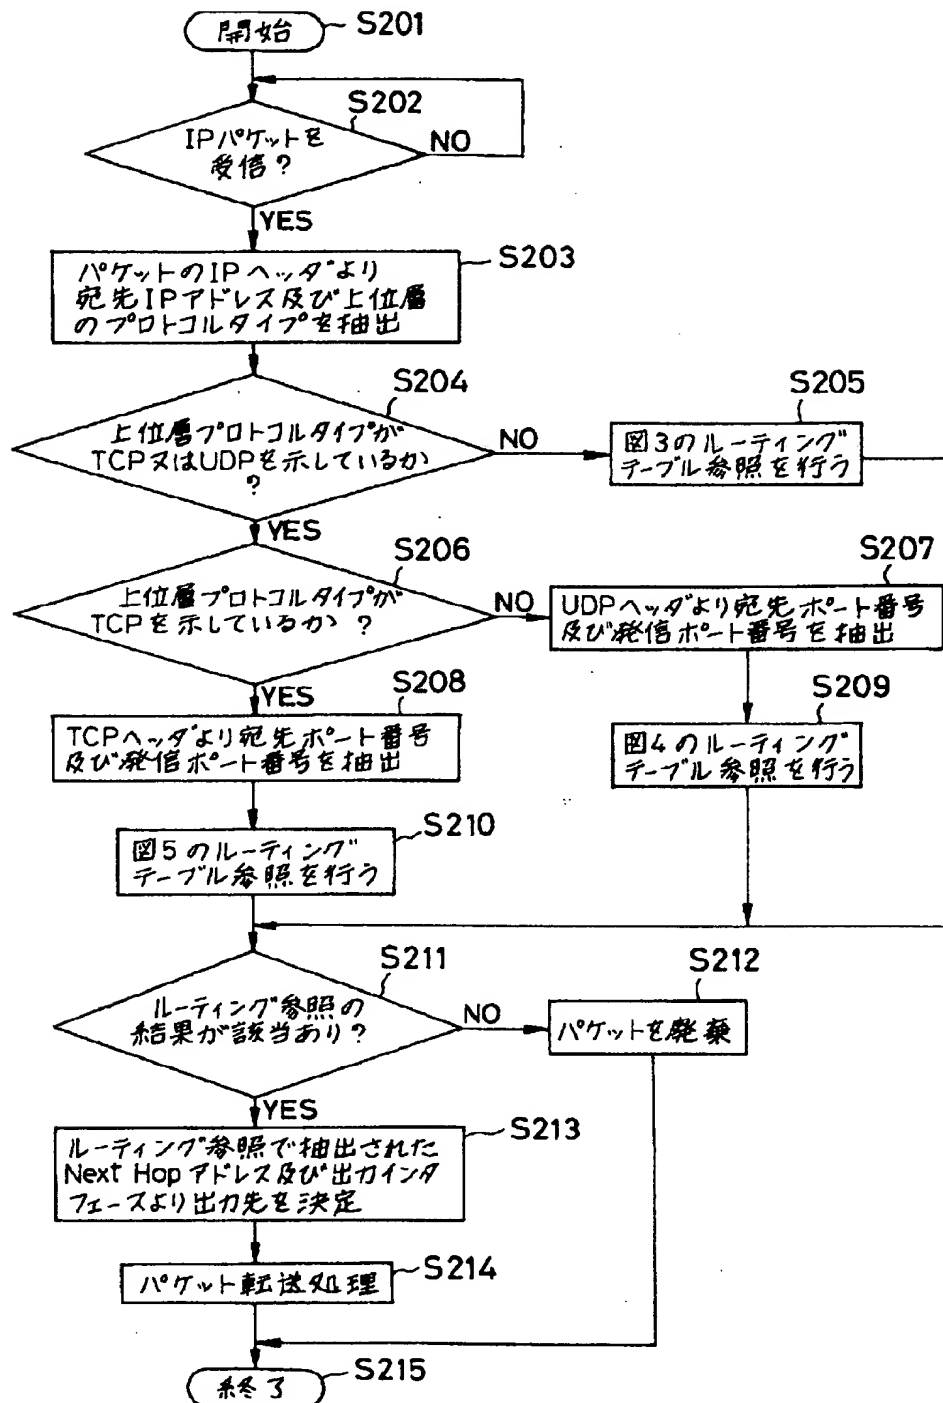 開始
S201
S202
IPパケットを
受信?
NO
YES
S203
パケットのIPヘッダより
宛先IPアドレス及び上位層
のプロトコルタイプを抽出
S204
上位層プロトコルタイプが
TCP又はUDPを示しているか
?
NO
S205
図3のルーティング
テーブル参照を行う
YES
S206
上位層プロトコルタイプが
TCPを示しているか?
NO
S207
UDPヘッダより宛先ポート番号
及び発信ポート番号を抽出
YES
S208
TCPヘッダより宛先ポート番号
及び発信ポート番号を抽出
S209
図4のルーティング
テーブル参照を行う
S210
図5のルーティング
テーブル参照を行う
S211
ルーティング参照の
結果が該当あり?
NO
S212
パケットを廃棄
YES
S213
ルーティング参照で抽出された
Next Hopアドレス及び出力インタ
フェースより出力先を決定
S214
パケット転送処理
S215
終了